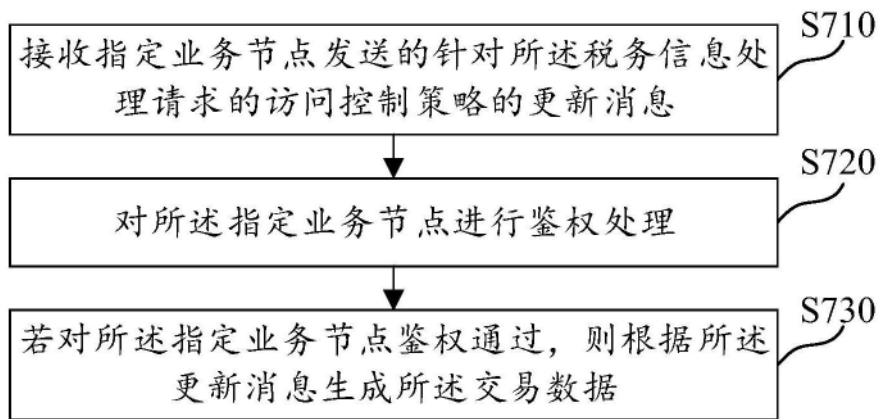 S710
接收指定业务节点发送的针对所述税务信息处
理请求的访问控制策略的更新消息
S720
对所述指定业务节点进行鉴权处理
S730
若对所述指定业务节点鉴权通过，则根据所述
更新消息生成所述交易数据